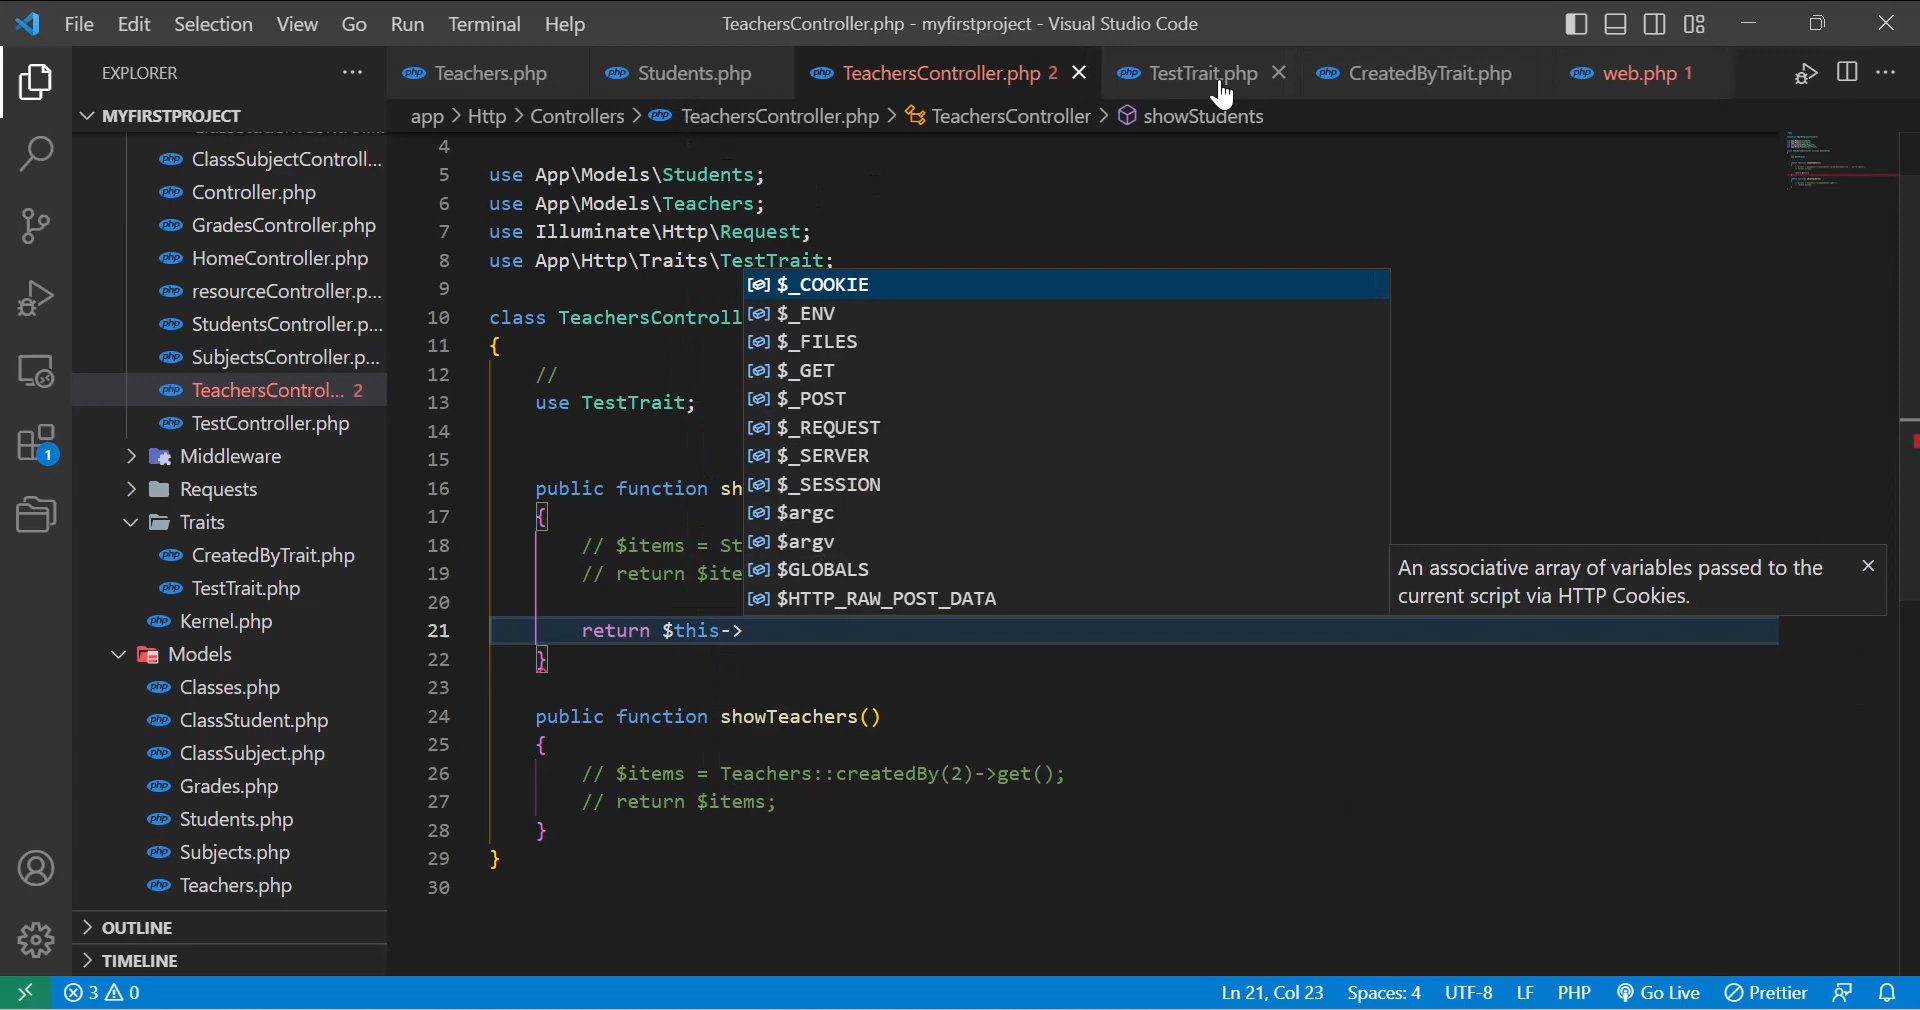 File Edit Selection View Go Run Terminal Help
TeachersController.php - myfirstproject - Visual Studio Code
EXPLORER
Teachers.php
Students.php
TeachersController.php 2
TestTrait.php
CreatedByTrait.php
web.php 1
MYFIRSTPROJECT
app > Http > Controllers > TeachersController.php > TeachersController > showStudents
ClassSubjectControll...
Controller.php
GradesController.php
HomeController.php
resourceController.p...
StudentsController.p...
SubjectsController.p...
TeachersControl... 2
TestController.php
Middleware
Requests
Traits
CreatedByTrait.php
TestTrait.php
Kernel.php
Models
Classes.php
ClassStudent.php
ClassSubject.php
Grades.php
Students.php
Subjects.php
Teachers.php
OUTLINE
TIMELINE
1
4
5 use App\Models\Students;
6 use App\Models\Teachers;
7 use Illuminate\Http\Request;
8 use App\Http\Traits\TestTrait;
9
10 class TeachersControll
11 {
12 //
13 use TestTrait;
14
15
16 public function sh
17 {
18 // $items = St
19 // return $ite
20
21 return $this->
22 }
23
24 public function showTeachers()
25 {
26 // $items = Teachers::createdBy(2)->get();
27 // return $items;
28 }
29 }
30
$_COOKIE
$_ENV
$_FILES
$_GET
$_POST
$_REQUEST
$_SERVER
$_SESSION
$argc
$argv
$GLOBALS
$HTTP_RAW_POST_DATA
An associative array of variables passed to the
current script via HTTP Cookies.
3 0
Ln 21, Col 23 Spaces: 4 UTF-8 LF PHP Go Live Prettier